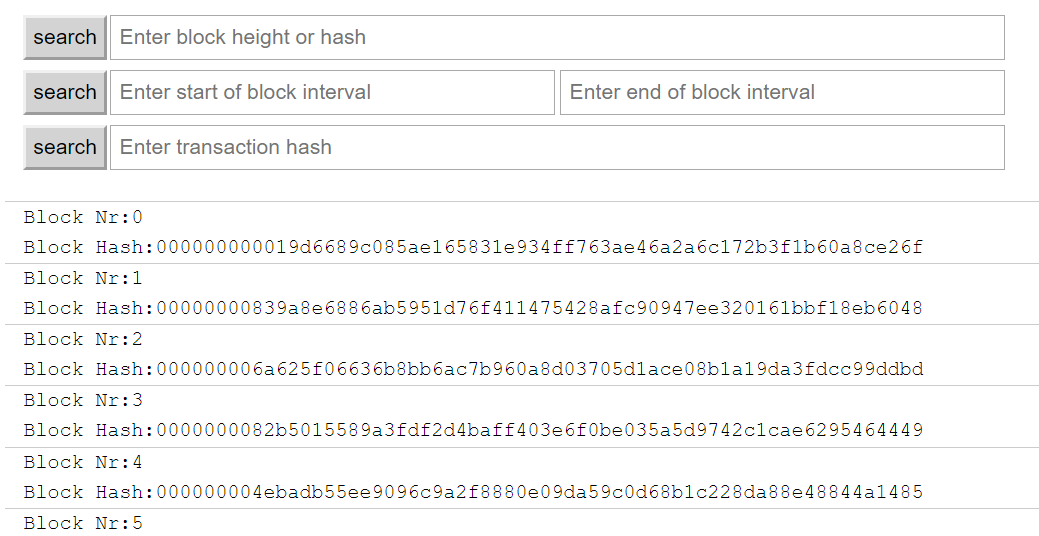 search Enter block height or hash
search Enter start of block interval Enter end of block interval
search Enter transaction hash
Block Nr:0
Block Hash:000000000019d6689c085ae165831e934ff763ae46a2a6c172b3f1b60a8ce26f
Block Nr:1
Block Hash:00000000839a8e6886ab5951d76f411475428afc90947ee320161bbf18eb6048
Block Nr:2
Block Hash:000000006a625f06636b8bb6ac7b960a8d03705d1ace08b1a19da3fdcc99ddbd
Block Nr:3
Block Hash:0000000082b5015589a3fdf2d4baff403e6f0be035a5d9742c1cae6295464449
Block Nr:4
Block Hash:000000004ebadb55ee9096c9a2f8880e09da59c0d68b1c228da88e48844a1485
Block Nr:5